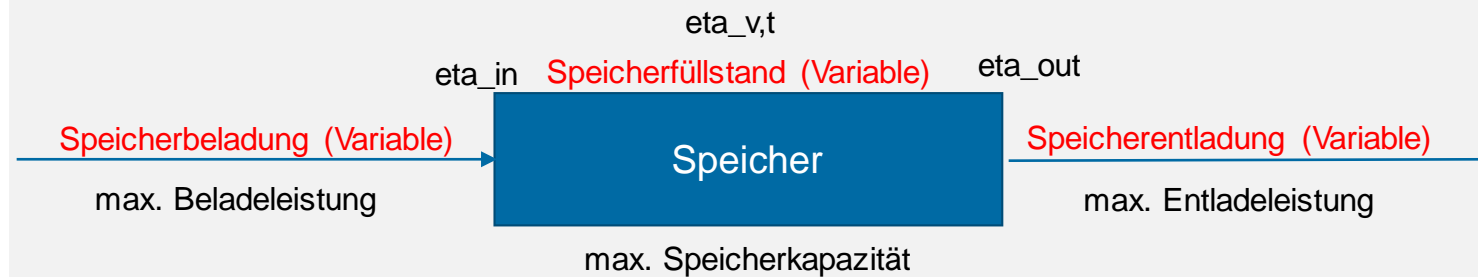 eta_v,t
eta_in Speicherfüllstand (Variable) eta_out
Speicherbeladung (Variable)
Speicher
Speicherentladung (Variable)
max. Beladeleistung
max. Entladeleistung
max. Speicherkapazität